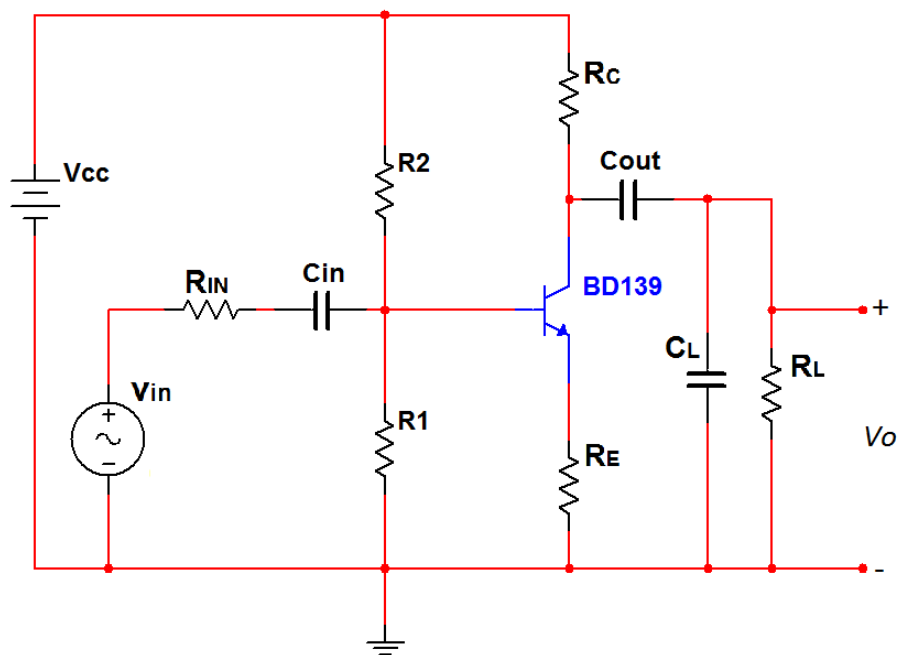 RC
Cout
Vcc
R2
RIN
Cin
BD139
+
CL
RL
vin
+
R1
Vo
RE
-
-